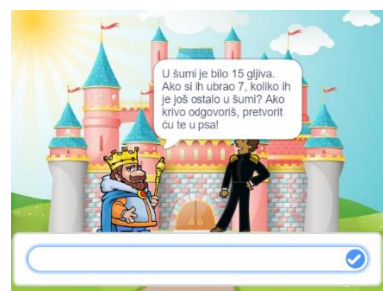 U šumi je bilo 15 gljiva.
Ako si ih ubrao 7, koliko ih
je još ostalo u šumi? Ako
krivo odgovoriš, pretvorit
ću te u psa!